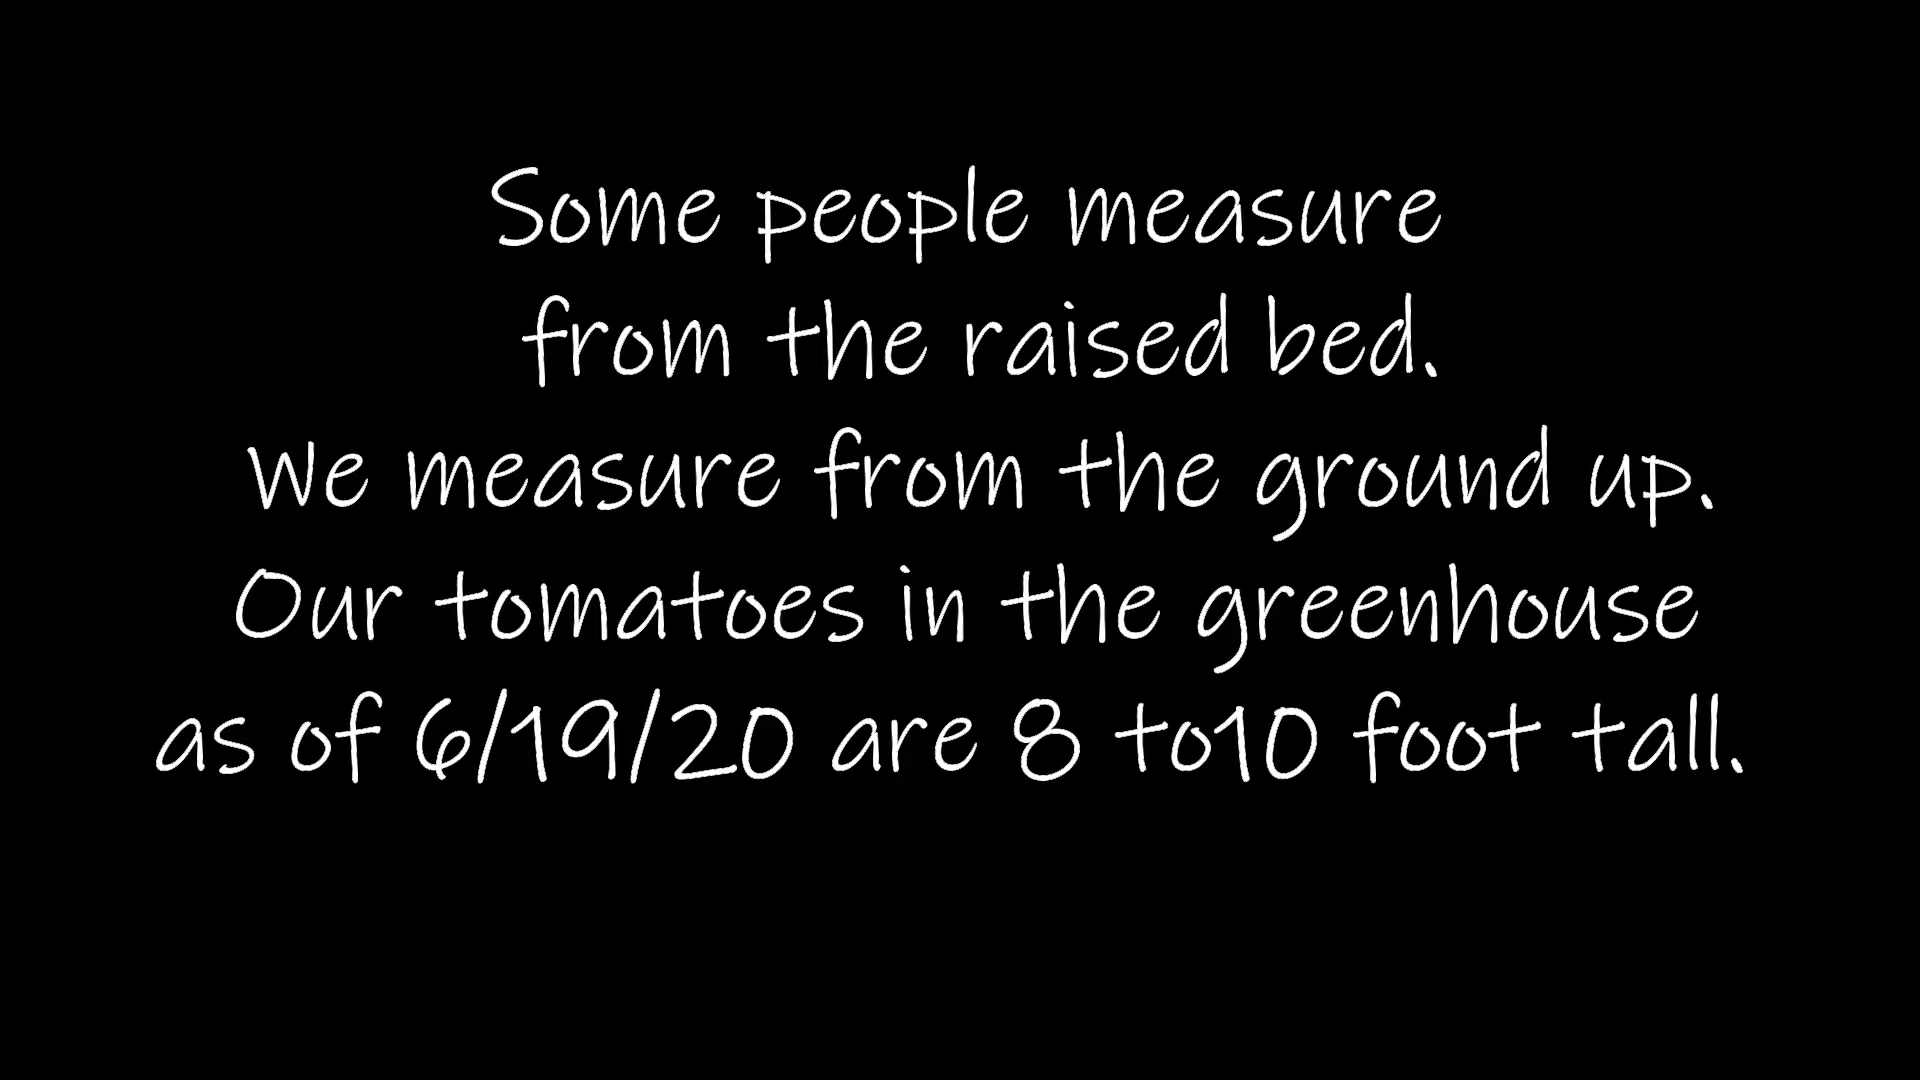 Some people measure
from the raised bed.
We measure from the ground up.
Our tomatoes in the greenhouse
as of 6/19/20 are 8 to10 foot tall.